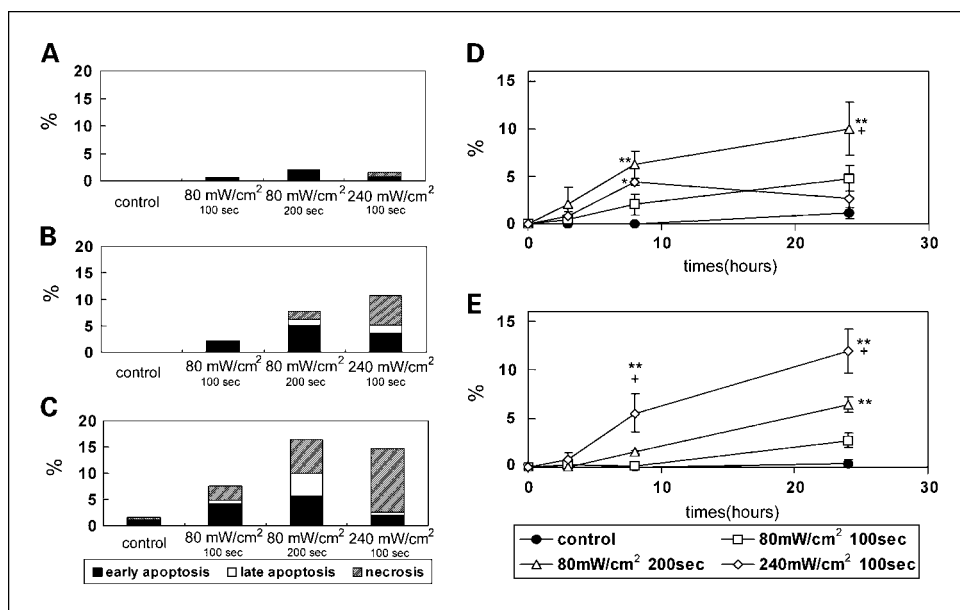 A
20
15
10
5
0
%
control
80 mW/cm²
100 sec
80 mW/cm²
200 sec
240 mW/cm²
100 sec
B
20
15
10
5
0
%
control
80 mW/cm²
100 sec
80 mW/cm²
200 sec
240 mW/cm²
100 sec
C
20
15
10
5
0
%
control
80 mW/cm²
100 sec
80 mW/cm²
200 sec
240 mW/cm²
100 sec
early apoptosis
late apoptosis
necrosis
D
15
10
5
0
%
**
*
**
+
0
10
20
30
times(hours)
E
15
10
5
0
%
**
+
**
+
**
0
10
20
30
times(hours)
control
80mW/cm² 100sec
80mW/cm² 200sec
240mW/cm² 100sec